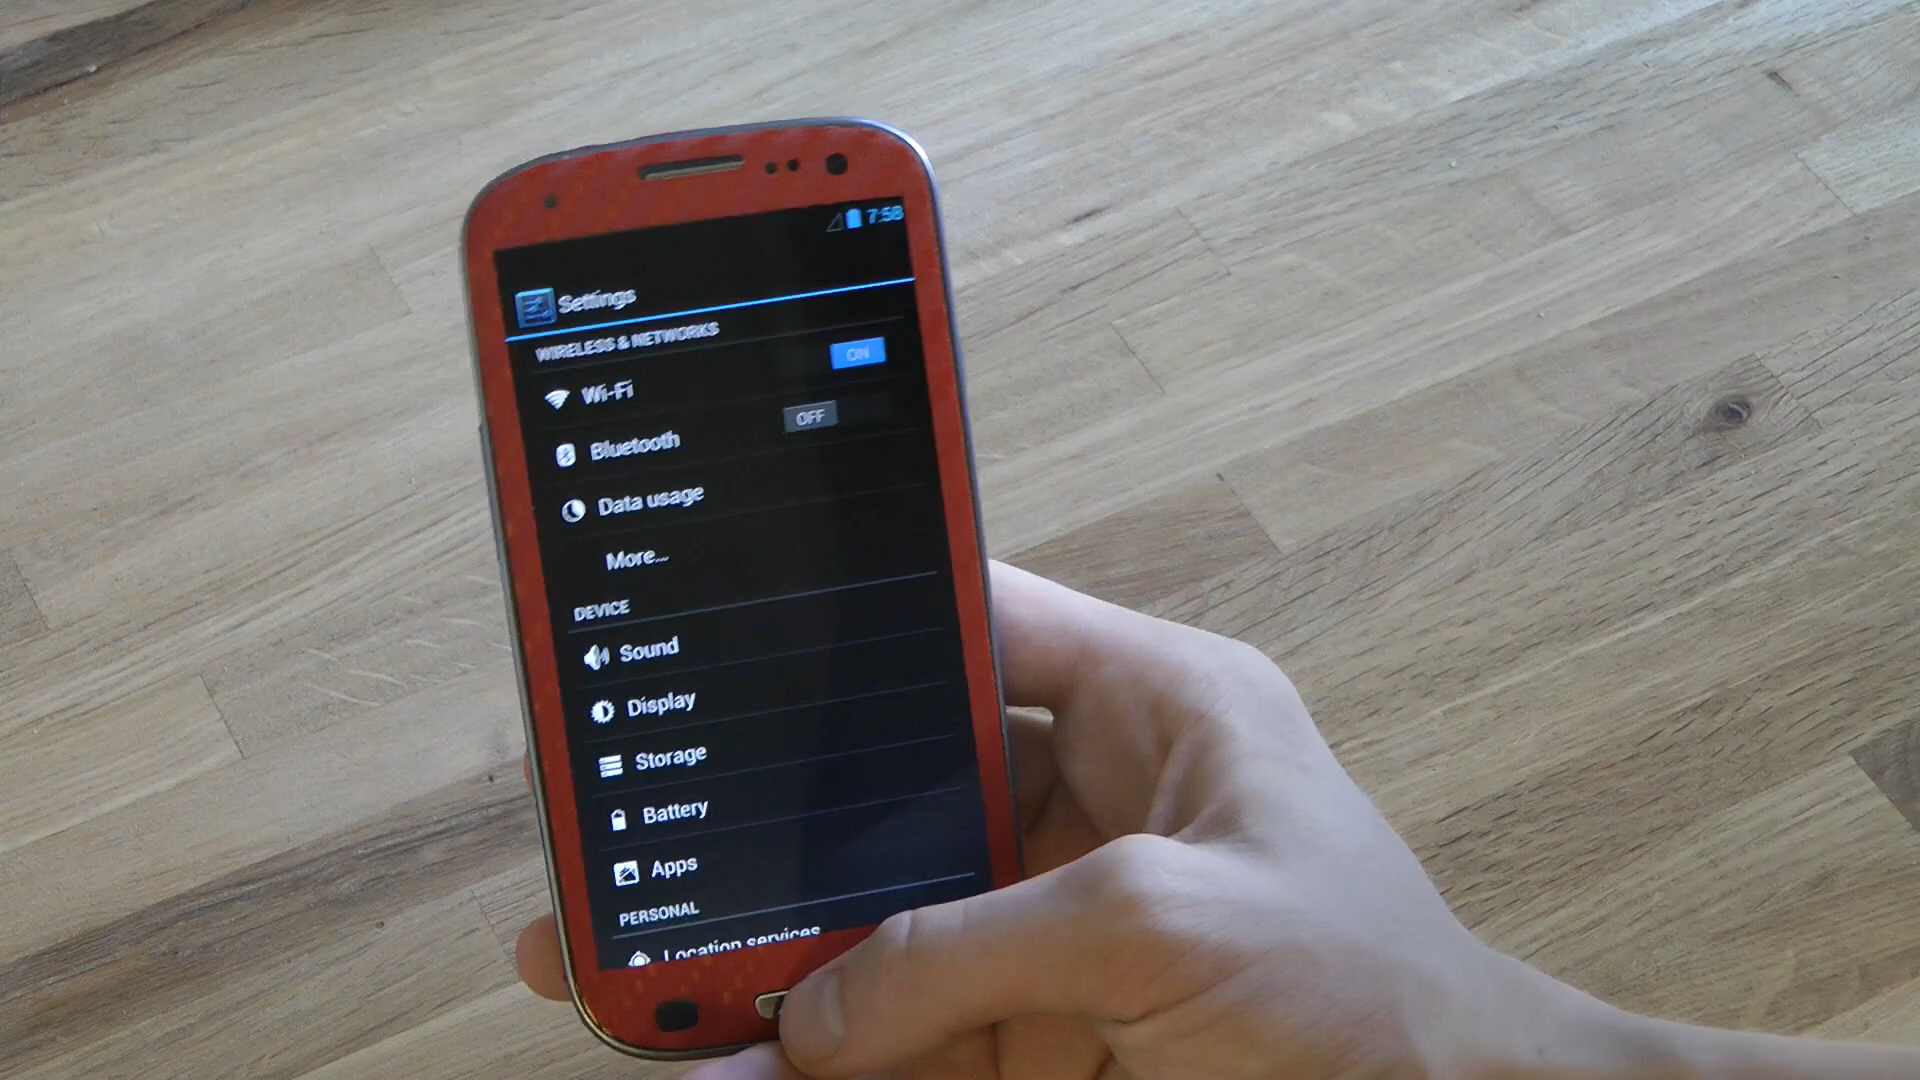 7:58
Settings
WIRELESS & NETWORKS
Wi-Fi ON
Bluetooth OFF
Data usage
More...
DEVICE
Sound
Display
Storage
Battery
Apps
PERSONAL
Location services